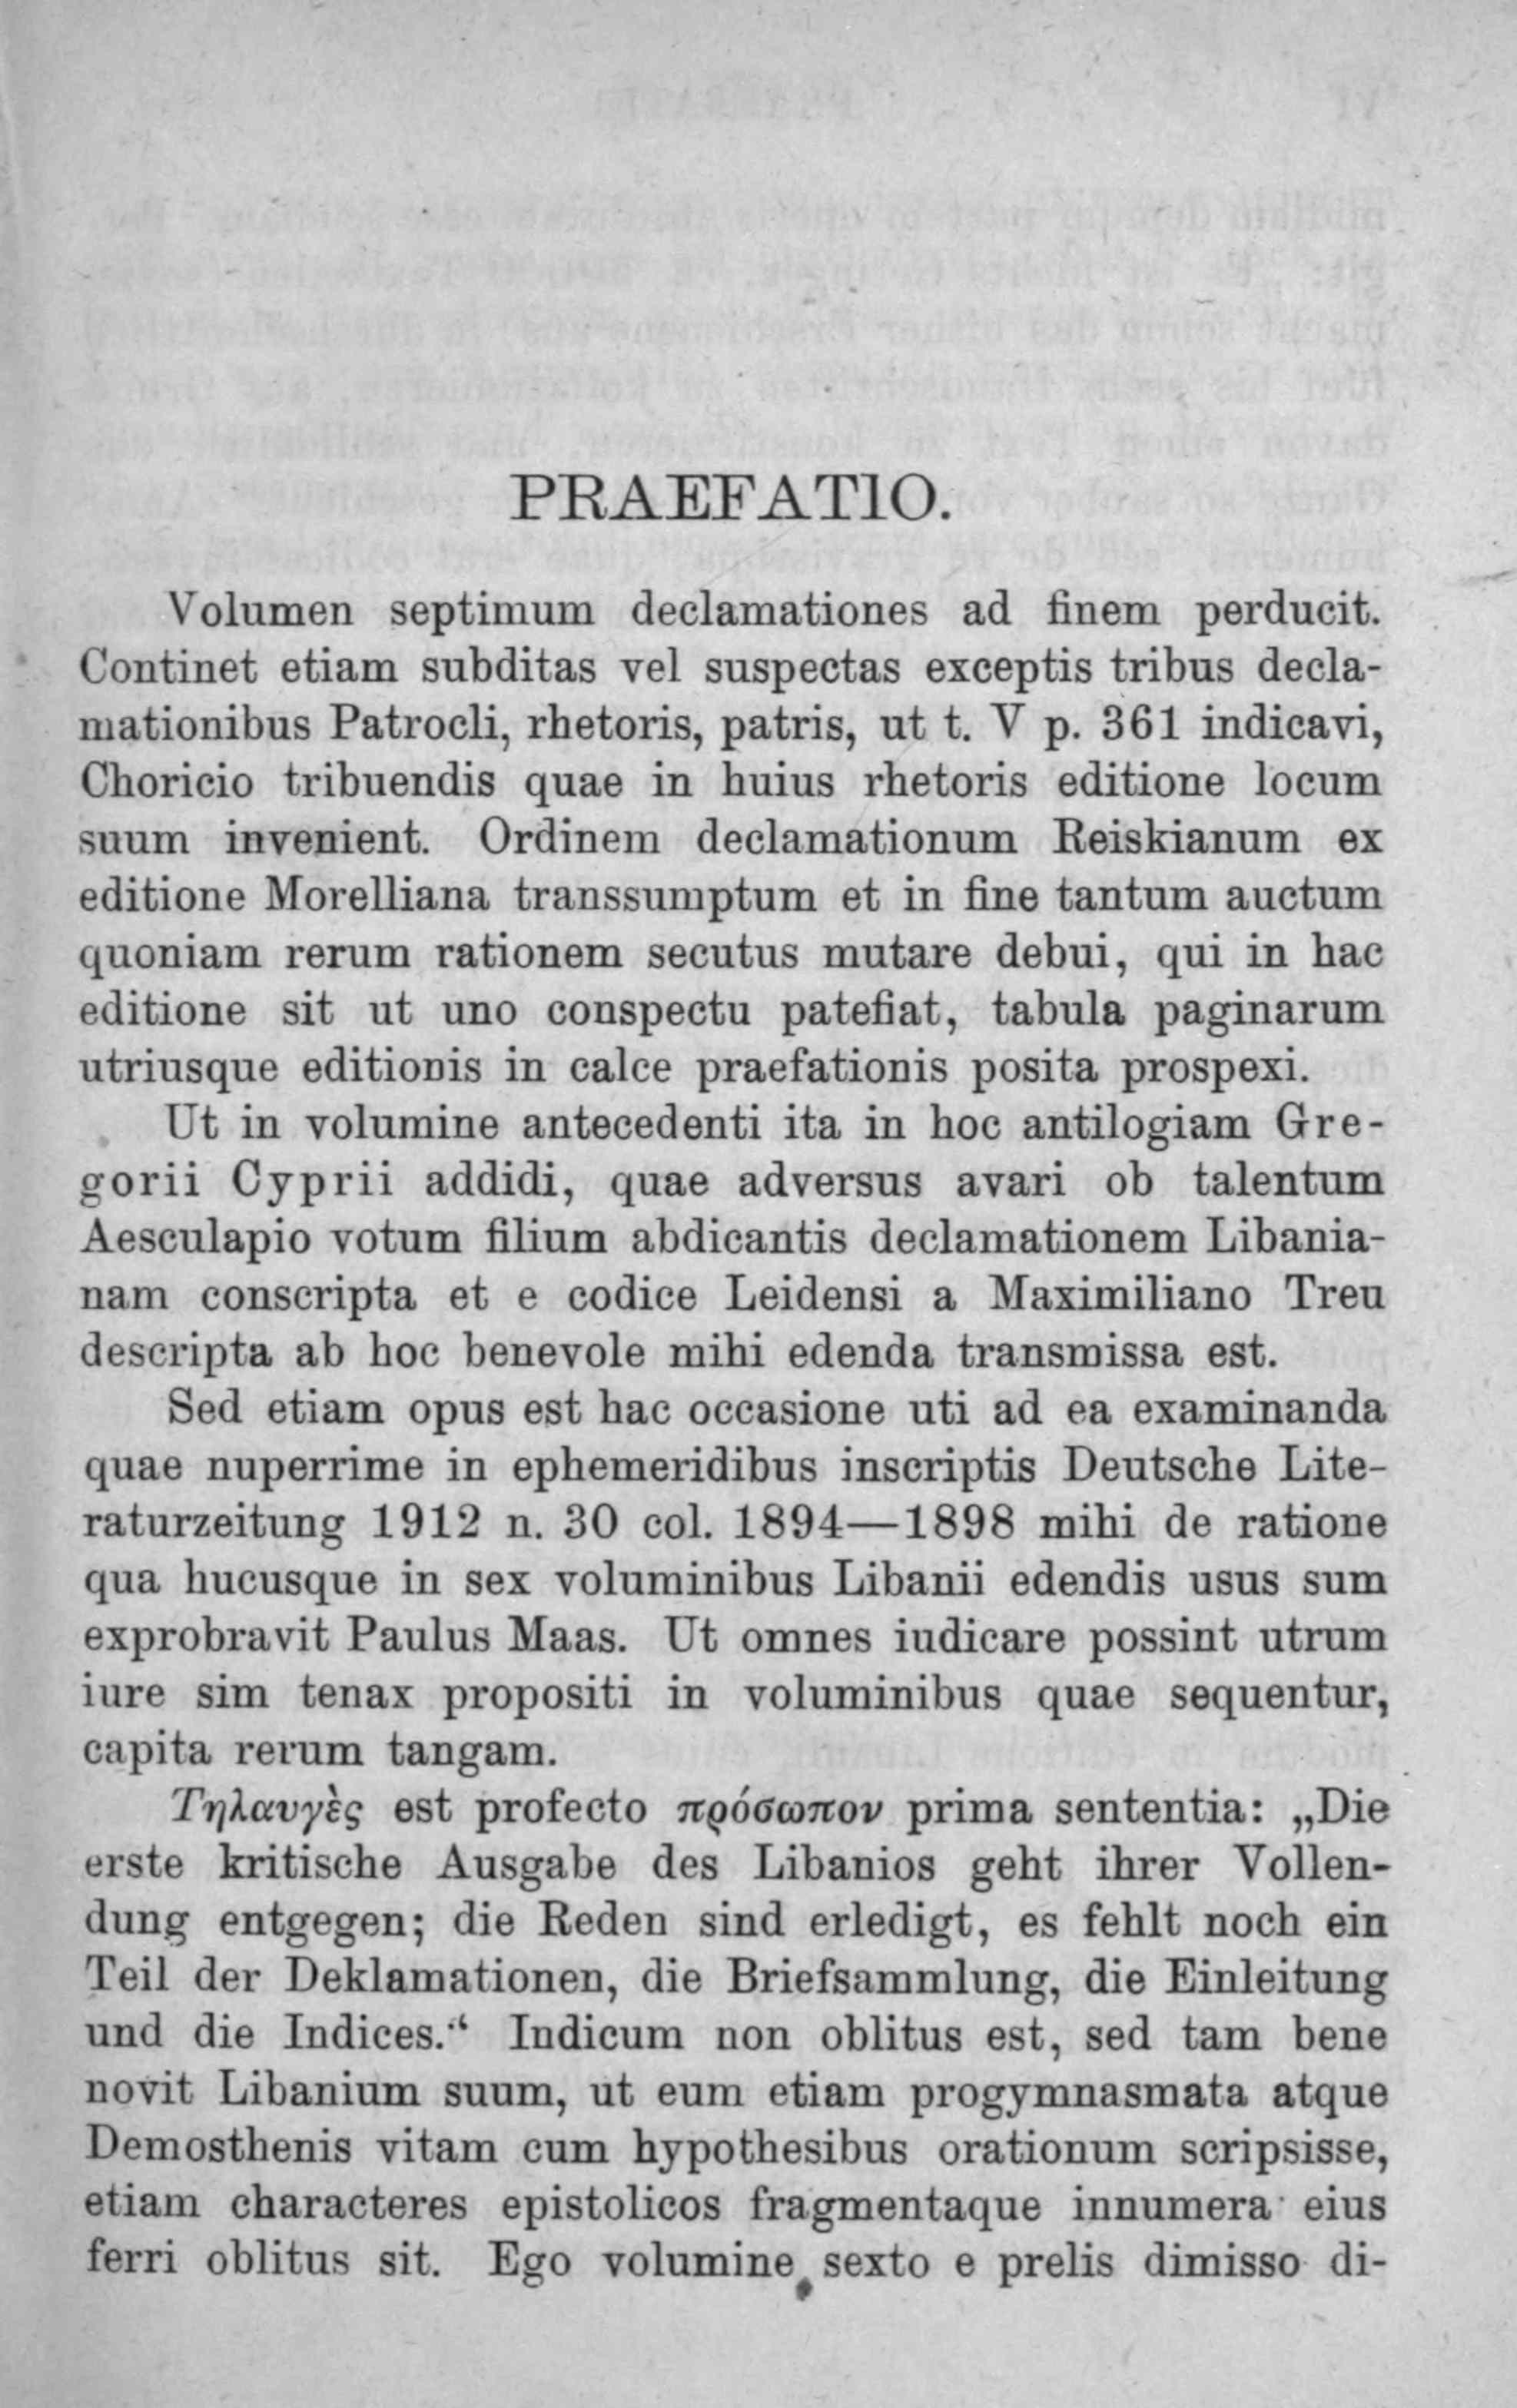 PRAEFATIO.
Volumen septimum declamationes ad finem perducit.
Continet etiam subditas vel suspectas exceptis tribus decla-
mationibus Patrocli, rhetoris, patris, ut t. V p. 361 indicavi,
Choricio tribuendis quae in huius rhetoris editione locum
suum invenient. Ordinem declamationum Reiskianum ex
editione Morelliana transsumptum et in fine tantum auctum
quoniam rerum rationem secutus mutare debui, qui in hac
editione sit ut uno conspectu patefiat, tabula paginarum
utriusque editionis in calce praefationis posita prospexi.
Ut in volumine antecedenti ita in hoc antilogiam Gre-
gorii Cyprii addidi, quae adversus avari ob talentum
Aesculapio votum filium abdicantis declamationem Libania-
nam conscripta et e codice Leidensi a Maximiliano Treu
descripta ab hoc benevole mihi edenda transmissa est.
Sed etiam opus est hac occasione uti ad ea examinanda
quae nuperrime in ephemeridibus inscriptis Deutsche Lite-
raturzeitung 1912 n. 30 col. 1894—1898 mihi de ratione
qua hucusque in sex voluminibus Libanii edendis usus sum
exprobravit Paulus Maas. Ut omnes iudicare possint utrum
iure sim tenax propositi in voluminibus quae sequentur,
capita rerum tangam.
Τηλαυγὲς est profecto πρόσωπον prima sententia: „Die
erste kritische Ausgabe des Libanios geht ihrer Vollen-
dung entgegen; die Reden sind erledigt, es fehlt noch ein
Teil der Deklamationen, die Briefsammlung, die Einleitung
und die Indices.“ Indicum non oblitus est, sed tam bene
novit Libanium suum, ut eum etiam progymnasmata atque
Demosthenis vitam cum hypothesibus orationum scripsisse,
etiam characteres epistolicos fragmentaque innumera eius
ferri oblitus sit. Ego volumine sexto e prelis dimisso di-